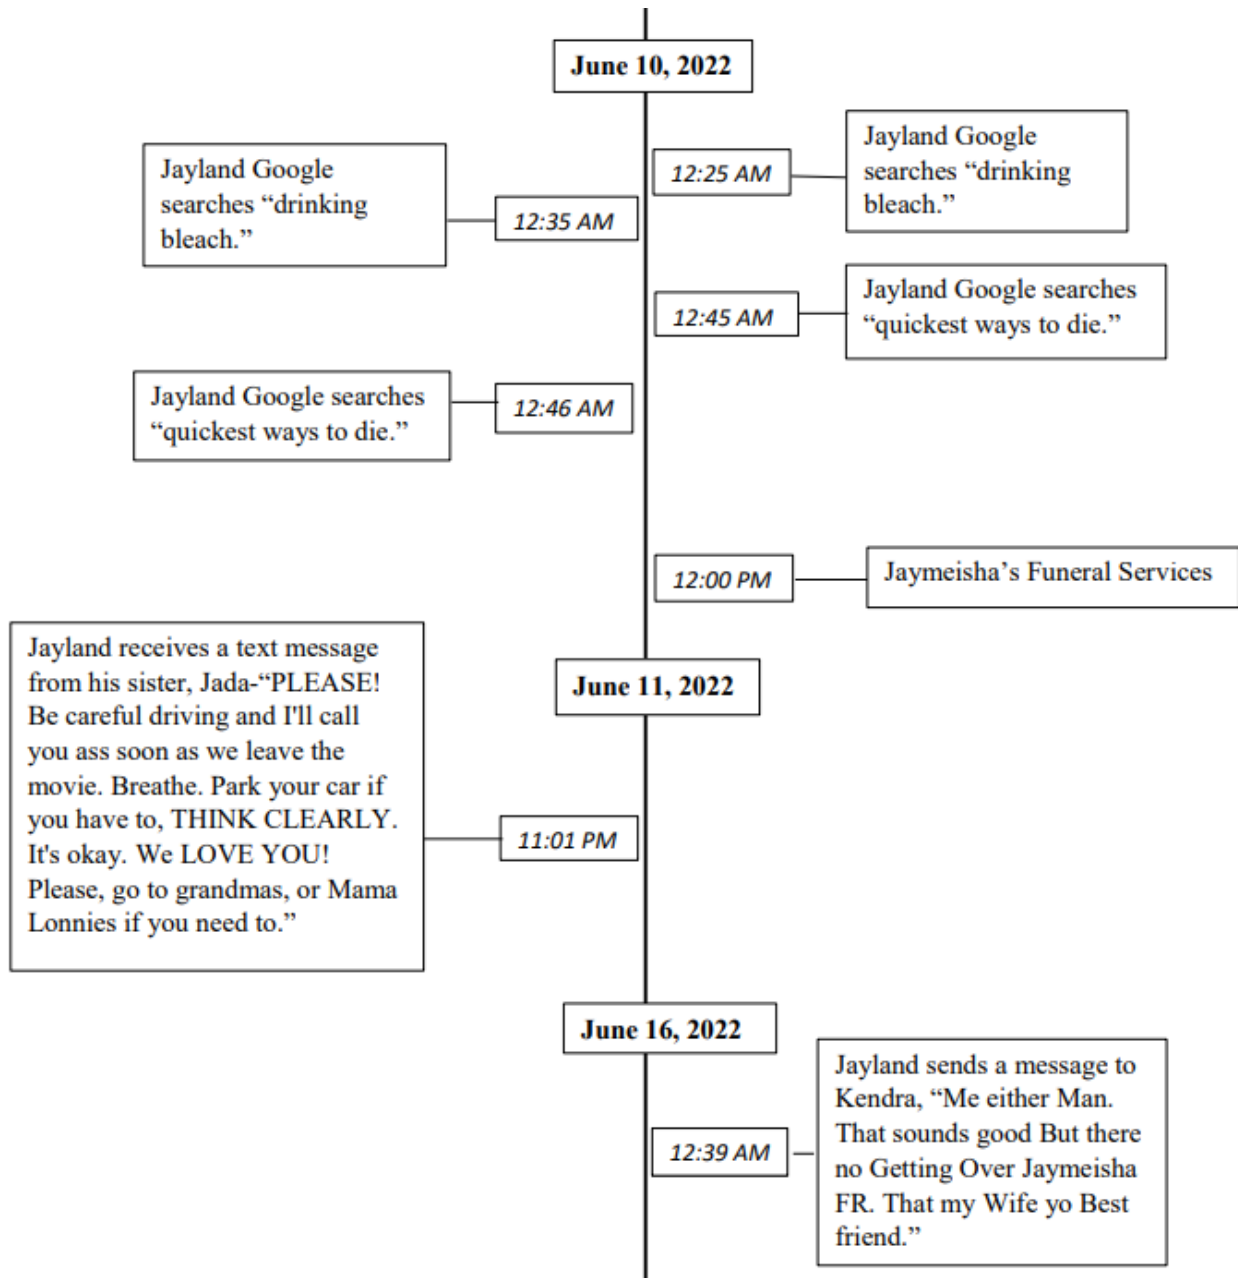 June 10, 2022
12:25 AM
Jayland Google
searches “drinking
bleach.”
12:35 AM
Jayland Google
searches “drinking
bleach.”
12:45 AM
Jayland Google searches
“quickest ways to die.”
12:46 AM
Jayland Google searches
“quickest ways to die.”
12:00 PM
Jaymeisha’s Funeral Services
June 11, 2022
11:01 PM
Jayland receives a text message
from his sister, Jada-“PLEASE!
Be careful driving and I'll call
you ass soon as we leave the
movie. Breathe. Park your car if
you have to, THINK CLEARLY.
It's okay. We LOVE YOU!
Please, go to grandmas, or Mama
Lonnies if you need to.”
June 16, 2022
12:39 AM
Jayland sends a message to
Kendra, “Me either Man.
That sounds good But there
no Getting Over Jaymeisha
FR. That my Wife yo Best
friend.”